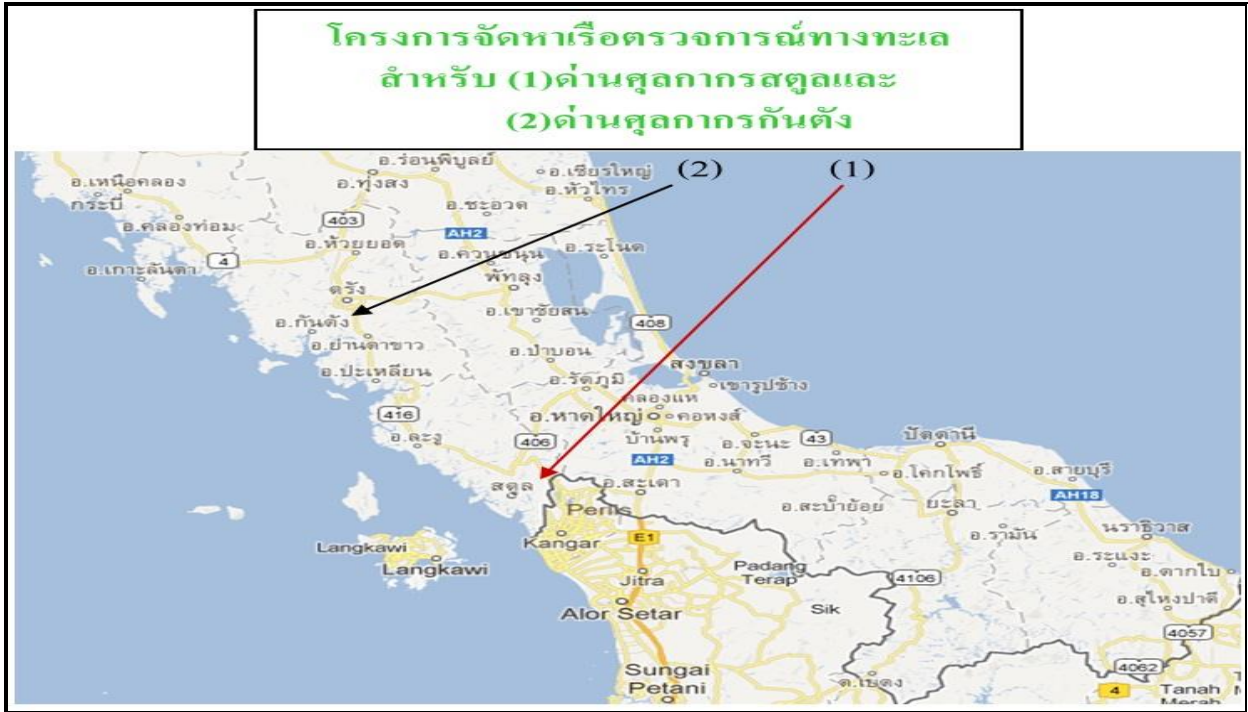 โครงการจัดหาเรือตรวจการณ์ทางทะเล
สำหรับ (1)ด่านศุลกากรสตูลและ
(2)ด่านศุลกากรกันตัง
(2)
(1)
อ.ร่อนพิบูลย์
อ.เชียรใหญ่
อ.เหนือคลอง
อ.ทุ่งสง
อ.หัวไทร
กระบี่
อ.ชะอวด
403
อ.คลองท่อม
AH2
อ.ห้วยยอด
อ.ระโนด
อ.ควนขนุน
4
อ.เกาะลันตา
พัทลุง
ตรัง
อ.เขาชัยสน
อ.กันตัง
408
อ.ย่านตาขาว
อ.ป่าบอน
สงขลา
อ.ปะเหลียน
อ.รัตภูมิ
เขารูปช้าง
คลองแห
416
อ.หาดใหญ่
คอหงส์
อ.ละงู
406
บ้านพรุ
อ.จะนะ
43
ปัตตานี
AH2
อ.นาทวี
อ.เทพา
อ.โคกโพธิ์
อ.สายบุรี
สตูล
อ.สะเดา
AH18
Perlis
อ.สะบ้าย้อย
ยะลา
นราธิวาส
Langkawi
Kangar
E1
อ.รามัน
อ.ระแงะ
Langkawi
Padang
Terap
Jitra
4106
อ.ตากใบ
Alor Setar
Sik
อ.สุไหงปาดี
4057
Sungai
Petani
อ.เบตง
4062
4
Tanah
Merah